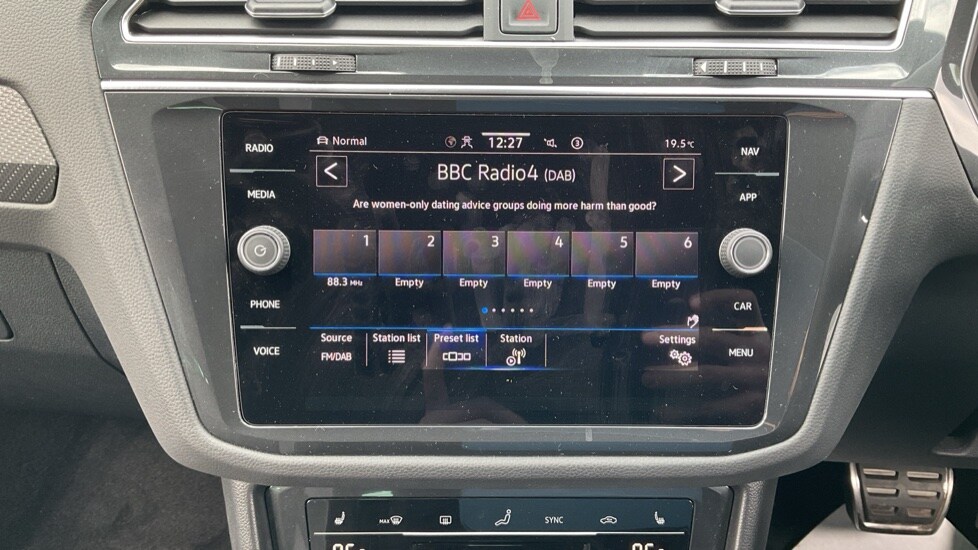 RADIO
MEDIA
PHONE
VOICE
Normal 12:27 3 19.5°C
BBC Radio4 (DAB)
Are women-only dating advice groups doing more harm than good?
1 2 3 4 5 6
88.3 MHz Empty Empty Empty Empty Empty
Source Station list Preset list Station Settings
FM/DAB
NAV
APP
CAR
MENU
MAX SYNC